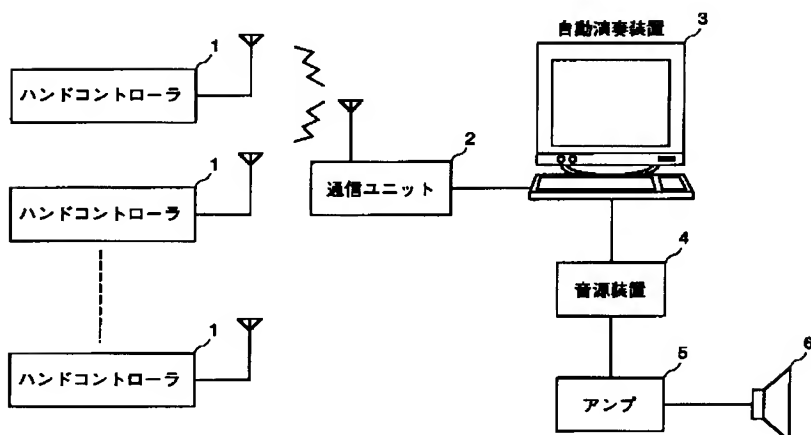 自動演奏装置
3
1
ハンドコントローラ
2
通信ユニット
1
ハンドコントローラ
4
音源装置
1
ハンドコントローラ
5
アンプ
6